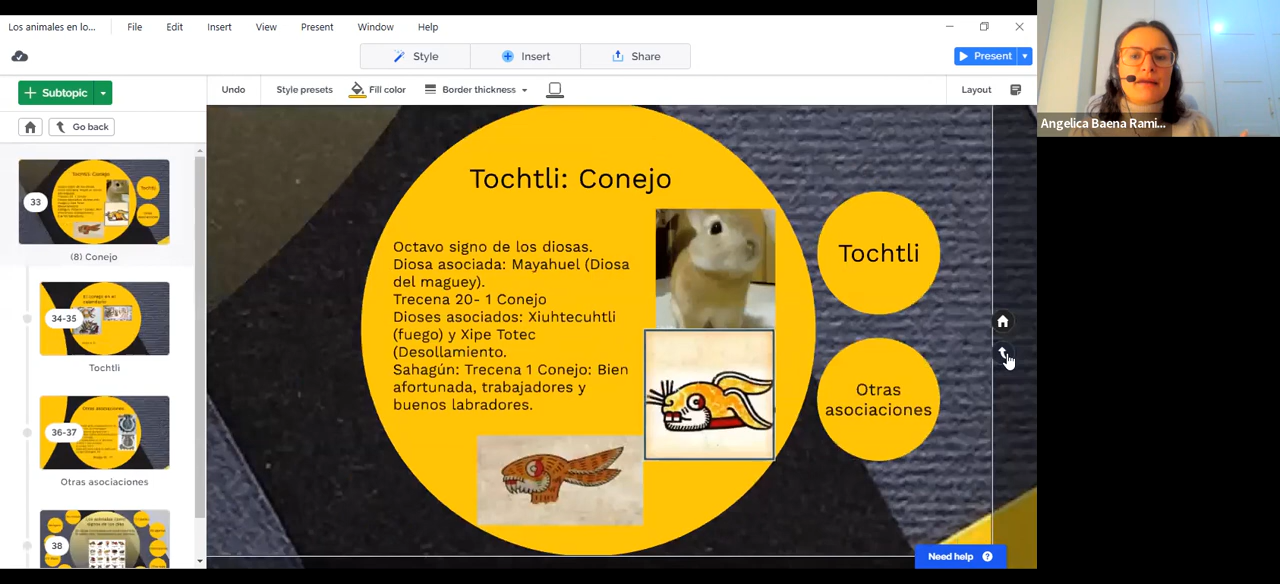 Los animales en lo...
File
Edit
Insert
View
Present
Window
Help
Style
Insert
Share
Present
Angelica Baena Rami...
Subtopic
Undo
Style presets
Fill color
Border thickness
Layout
Go back
33
(8) Conejo
34-35
Tochtli
36-37
Otras asociaciones
38
Tochtli: Conejo
Octavo signo de los diosas.
Diosa asociada: Mayahuel (Diosa
del maguey).
Trecena 20- 1 Conejo
Dioses asociados: Xiuhtecuhtli
(fuego) y Xipe Totec
(Desollamiento.
Sahagún: Trecena 1 Conejo: Bien
afortunada, trabajadores y
buenos labradores.
Tochtli
Otras
asociaciones
Need help ?